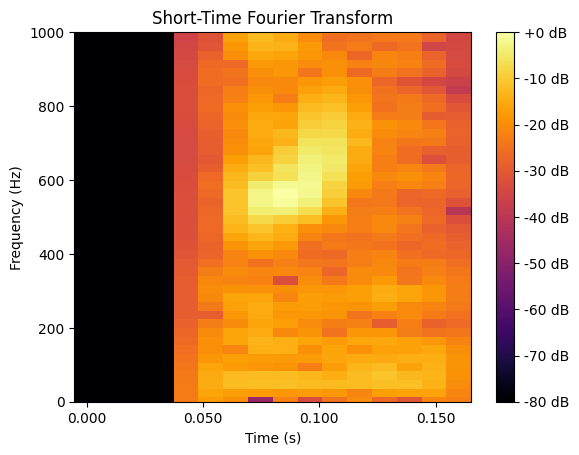 Short-Time Fourier Transform
1000
800
600
400
200
0
Frequency (Hz)
0.000
0.050
0.100
0.150
Time (s)
+0 dB
-10 dB
-20 dB
-30 dB
-40 dB
-50 dB
-60 dB
-70 dB
-80 dB